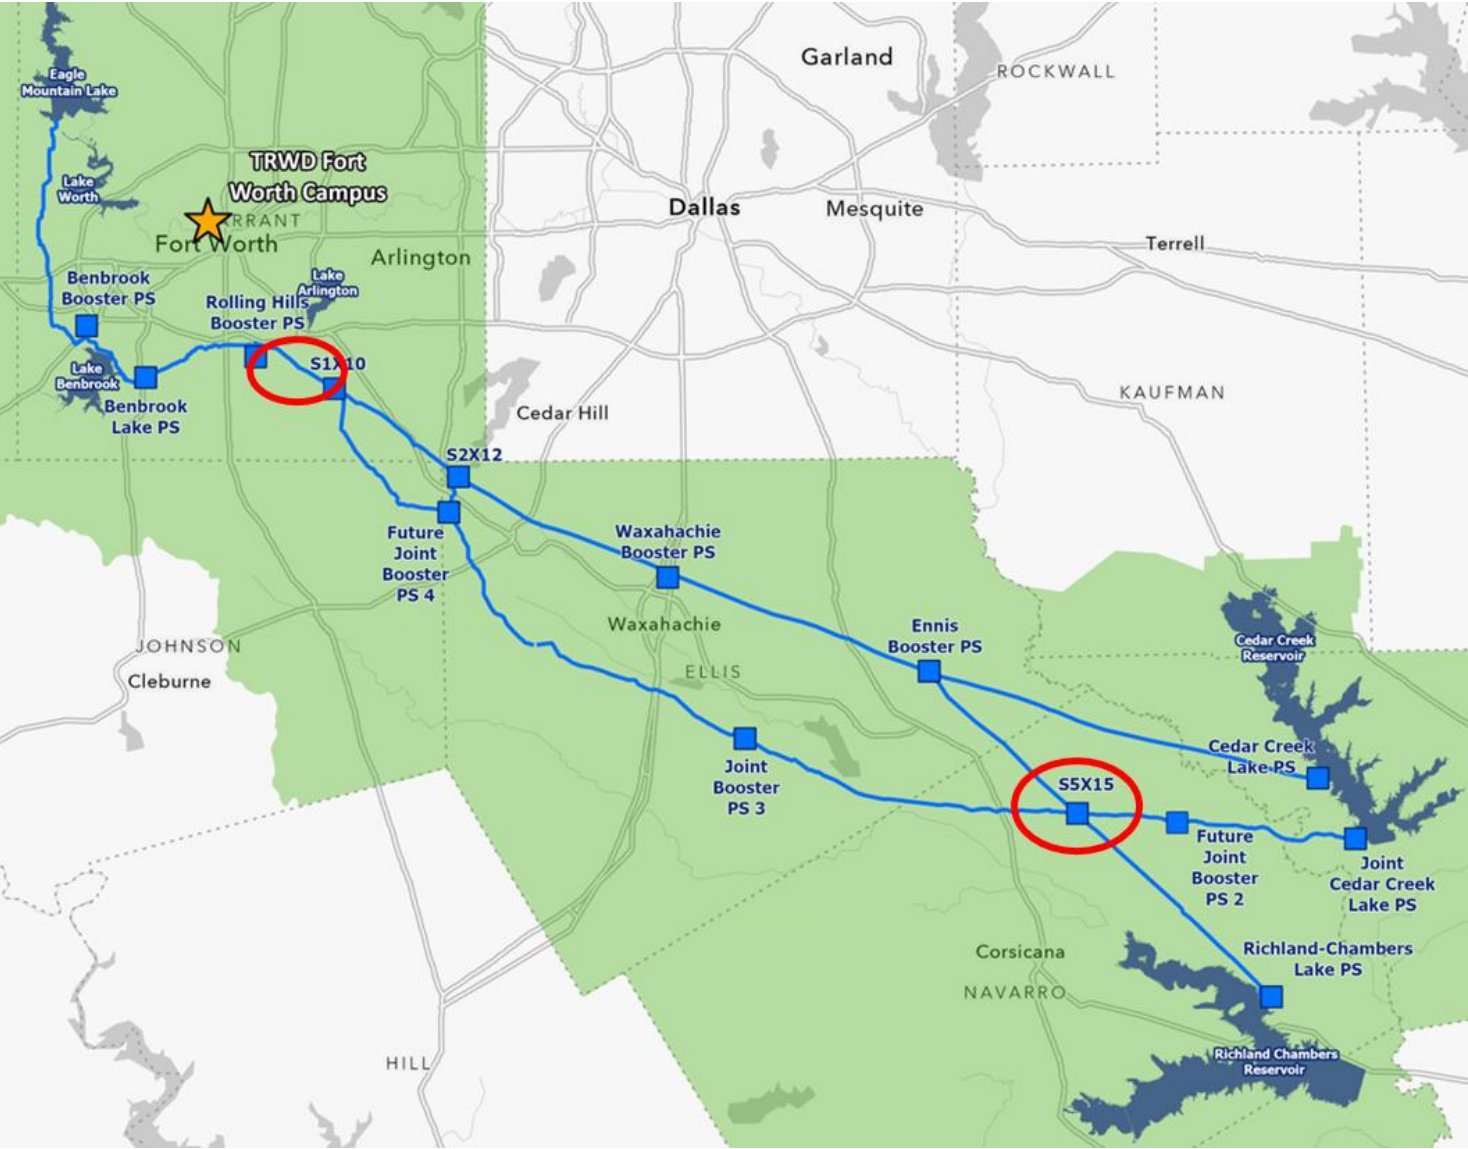 Garland
ROCKWALL
Eagle
Mountain Lake
TRWD Fort
Worth Campus
Lake
Worth
RRANT
Fort Worth
Dallas
Mesquite
Terrell
Arlington
Lake
Arlington
Benbrook
Booster PS
Rolling Hills
Booster PS
S1X10
Lake
Benbrook
Benbrook
Lake PS
KAUFMAN
Cedar Hill
S2X12
Future
Joint
Booster
PS 4
Waxahachie
Booster PS
Waxahachie
ELLIS
Ennis
Booster PS
JOHNSON
Cleburne
Cedar Creek
Reservoir
Cedar Creek
Lake PS
Joint
Booster
PS 3
S5X15
Future
Joint
Booster
PS 2
Joint
Cedar Creek
Lake PS
Corsicana
NAVARRO
Richland-Chambers
Lake PS
Richland Chambers
Reservoir
HILL